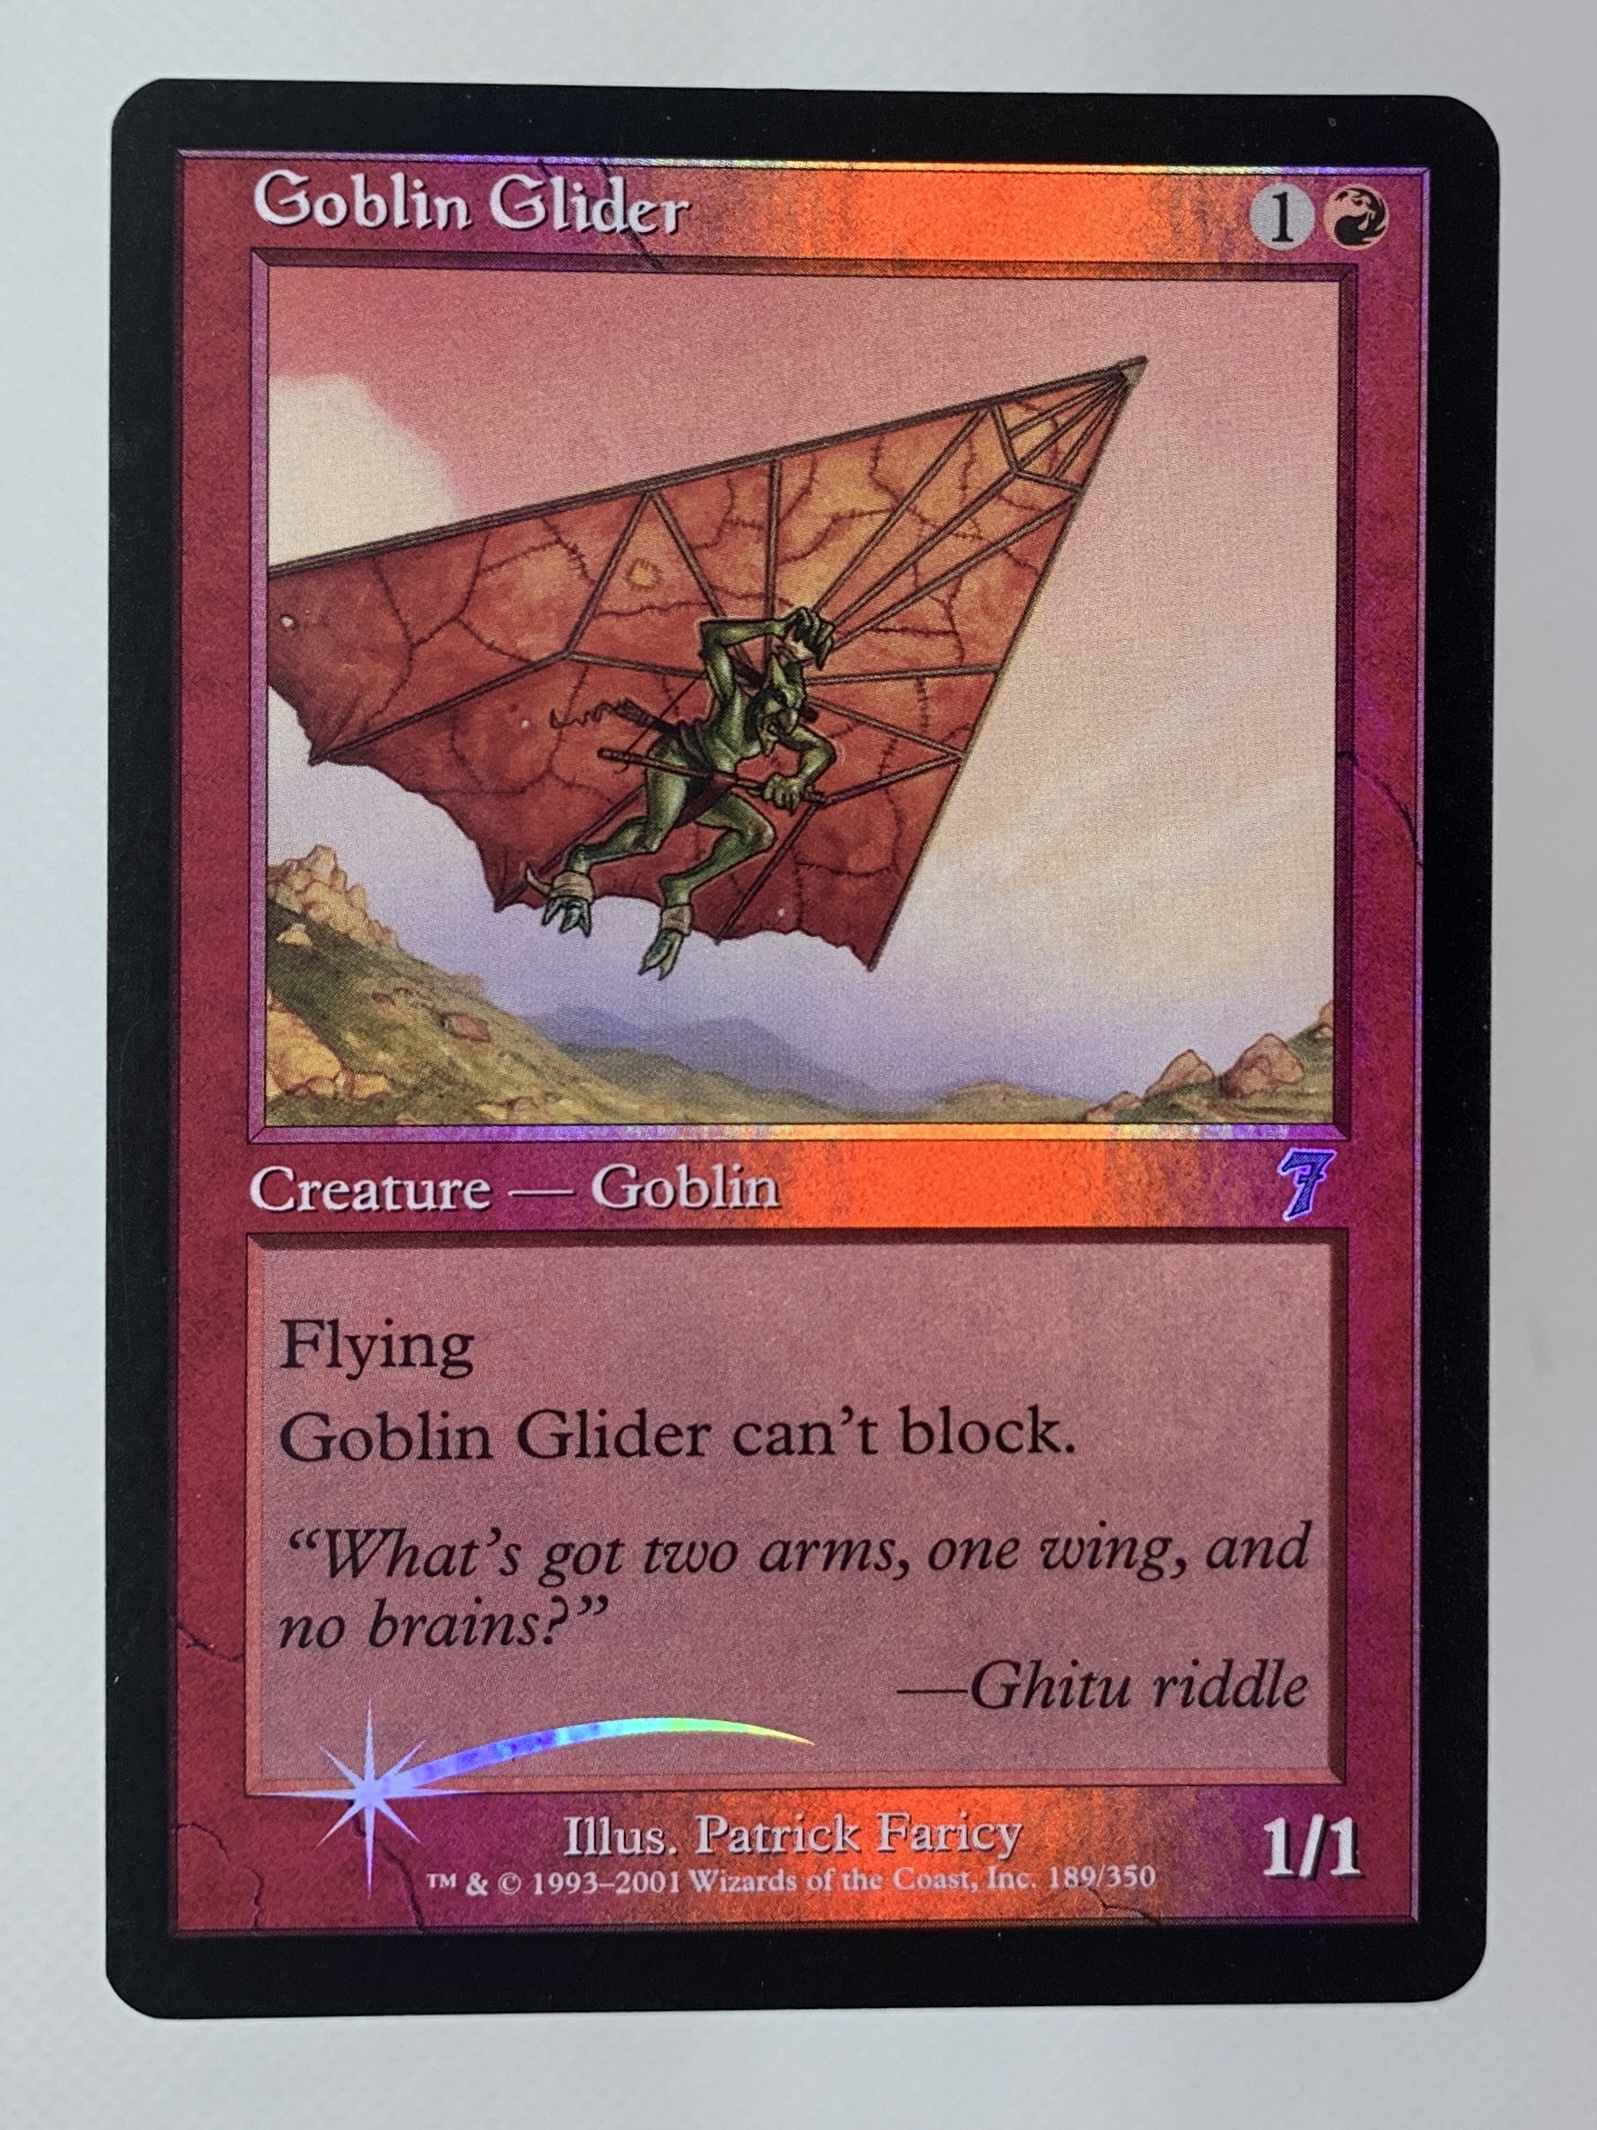 Goblin Glider 1
Creature — Goblin 7
Flying
Goblin Glider can't block.
“What's got two arms, one wing, and
no brains?”
—Ghitu riddle
Illus. Patrick Faricy
™ & © 1993–2001 Wizards of the Coast, Inc. 189/350
1/1